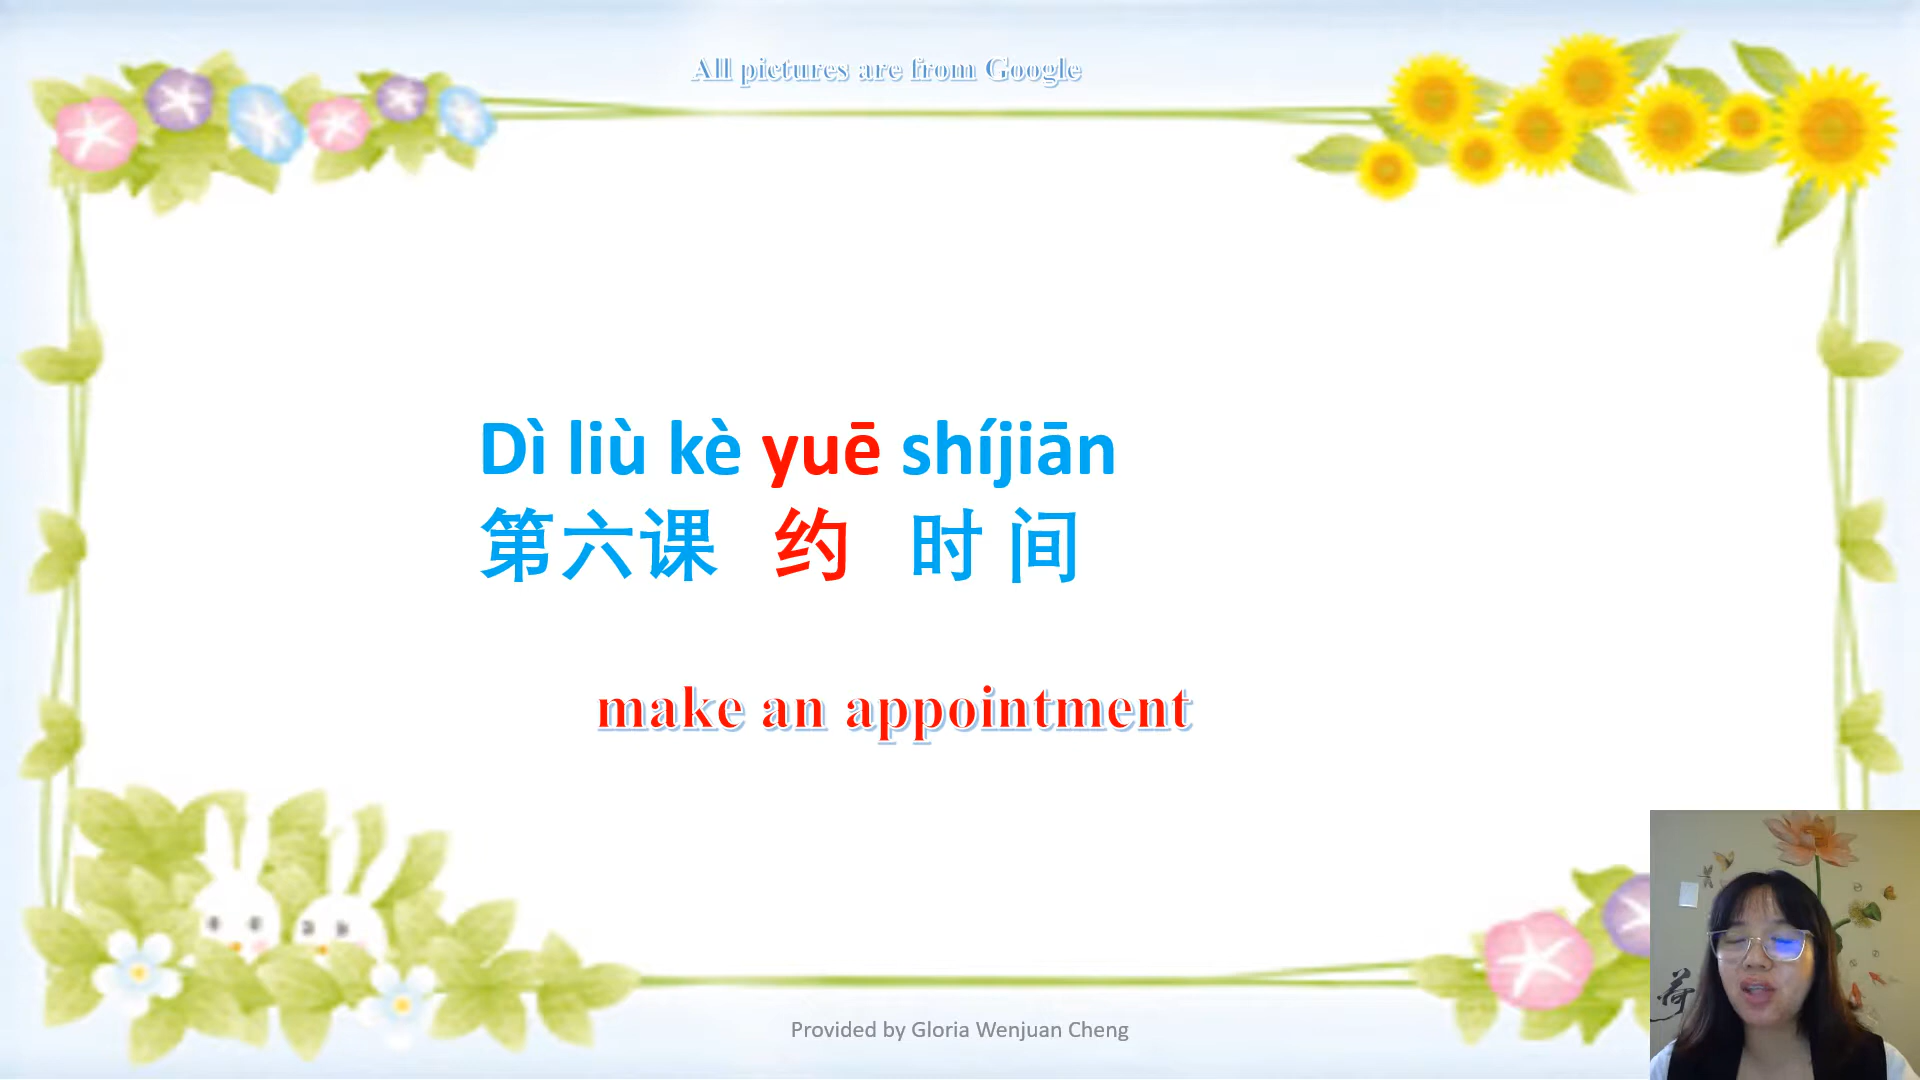 All pictures are from Google
Dì liù kè yuē shíjiān
第六课 约 时 间
make an appointment
荷
Provided by Gloria Wenjuan Cheng